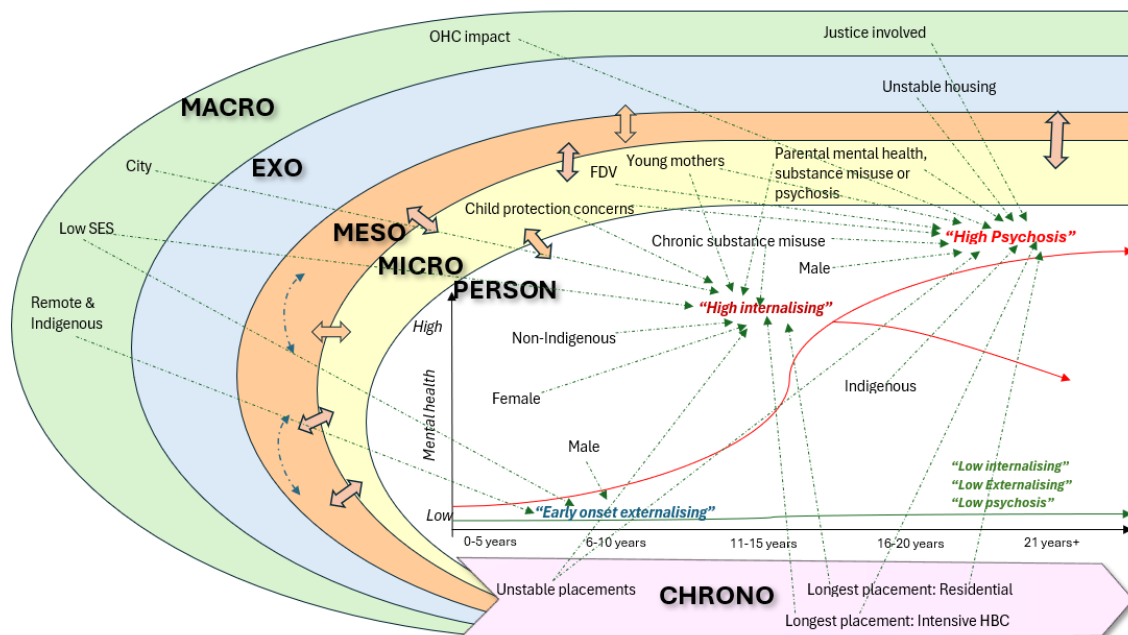 OHC impact
Justice involved
Unstable housing
MACRO
City
EXO
Young mothers
Parental mental health,
substance misuse or
psychosis
FDV
Low SES
Child protection concerns
MESO
Chronic substance misuse
"High Psychosis"
MICRO
Male
PERSON
Remote &
Indigenous
"High internalising"
High
Non-Indigenous
Indigenous
Female
Mental health
Male
"Low internalising"
"Low Externalising"
"Low psychosis"
Low
"Early onset externalising"
0-5 years
6-10 years
11-15 years
16-20 years
21 years+
Unstable placements
CHRONO
Longest placement: Residential
Longest placement: Intensive HBC